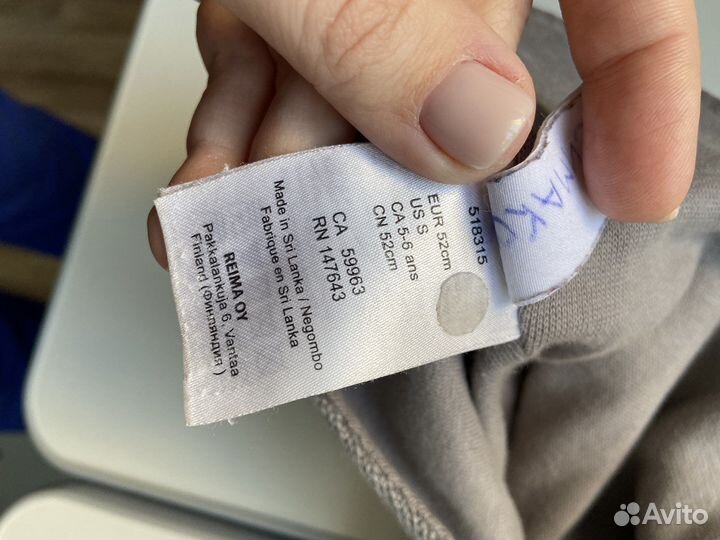 518315
EUR 52cm
US S
CA 5-6 ans
CN 52cm
CA 59963
RN 147643
Made in Sri Lanka / Negombo
Fabrique en Sri Lanka
REIMA OY
Pakkalankuja 6, Vantaa
Finland (Финляндия )
Avito